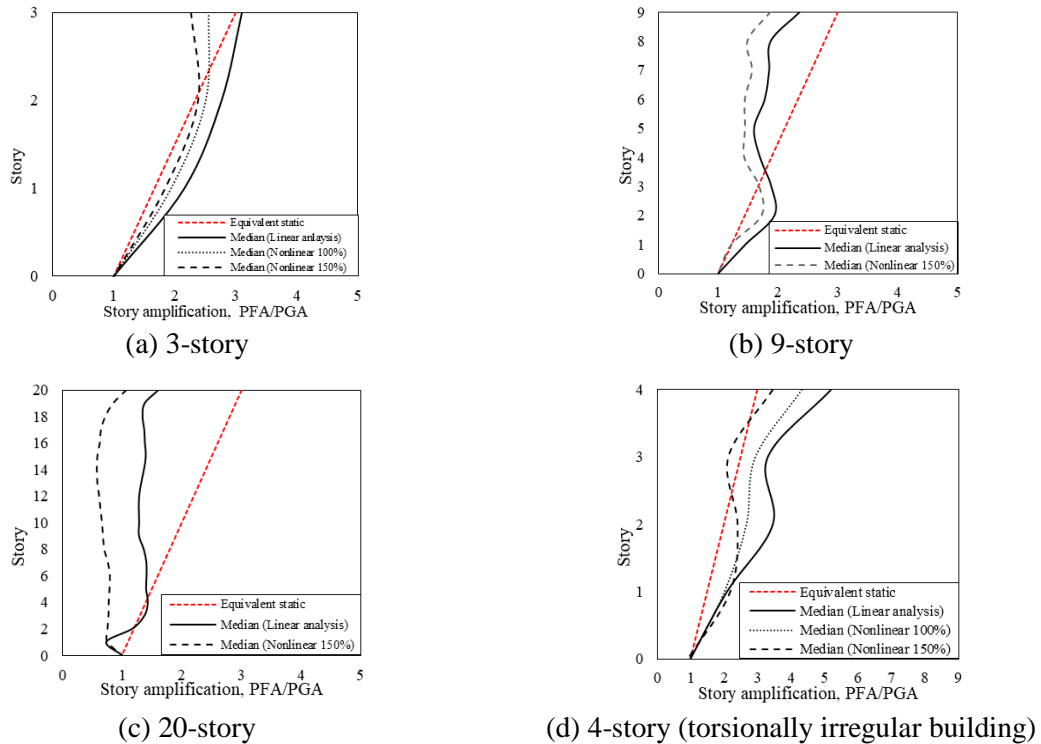 3
2
1
0
Story
Equivalent static
Median (Linear anlaysis)
Median (Nonlinear 100%)
Median (Nonlinear 150%)
0 1 2 3 4 5
Story amplification, PFA/PGA
(a) 3-story
9
8
7
6
5
4
3
2
1
0
Story
Equivalent static
Median (Linear analysis)
Median (Nonlinear 150%)
0 1 2 3 4 5
Story amplification, PFA/PGA
(b) 9-story
20
18
16
14
12
10
8
6
4
2
0
Story
Equivalent static
Median (Linear analysis)
Median (Nonlinear 150%)
0 1 2 3 4 5
Story amplification, PFA/PGA
(c) 20-story
4
3
2
1
0
Story
Equivalent static
Median (Linear analysis)
Median (Nonlinear 100%)
Median (Nonlinear 150%)
0 1 2 3 4 5 6 7 8 9
Story amplification, PFA/PGA
(d) 4-story (torsionally irregular building)